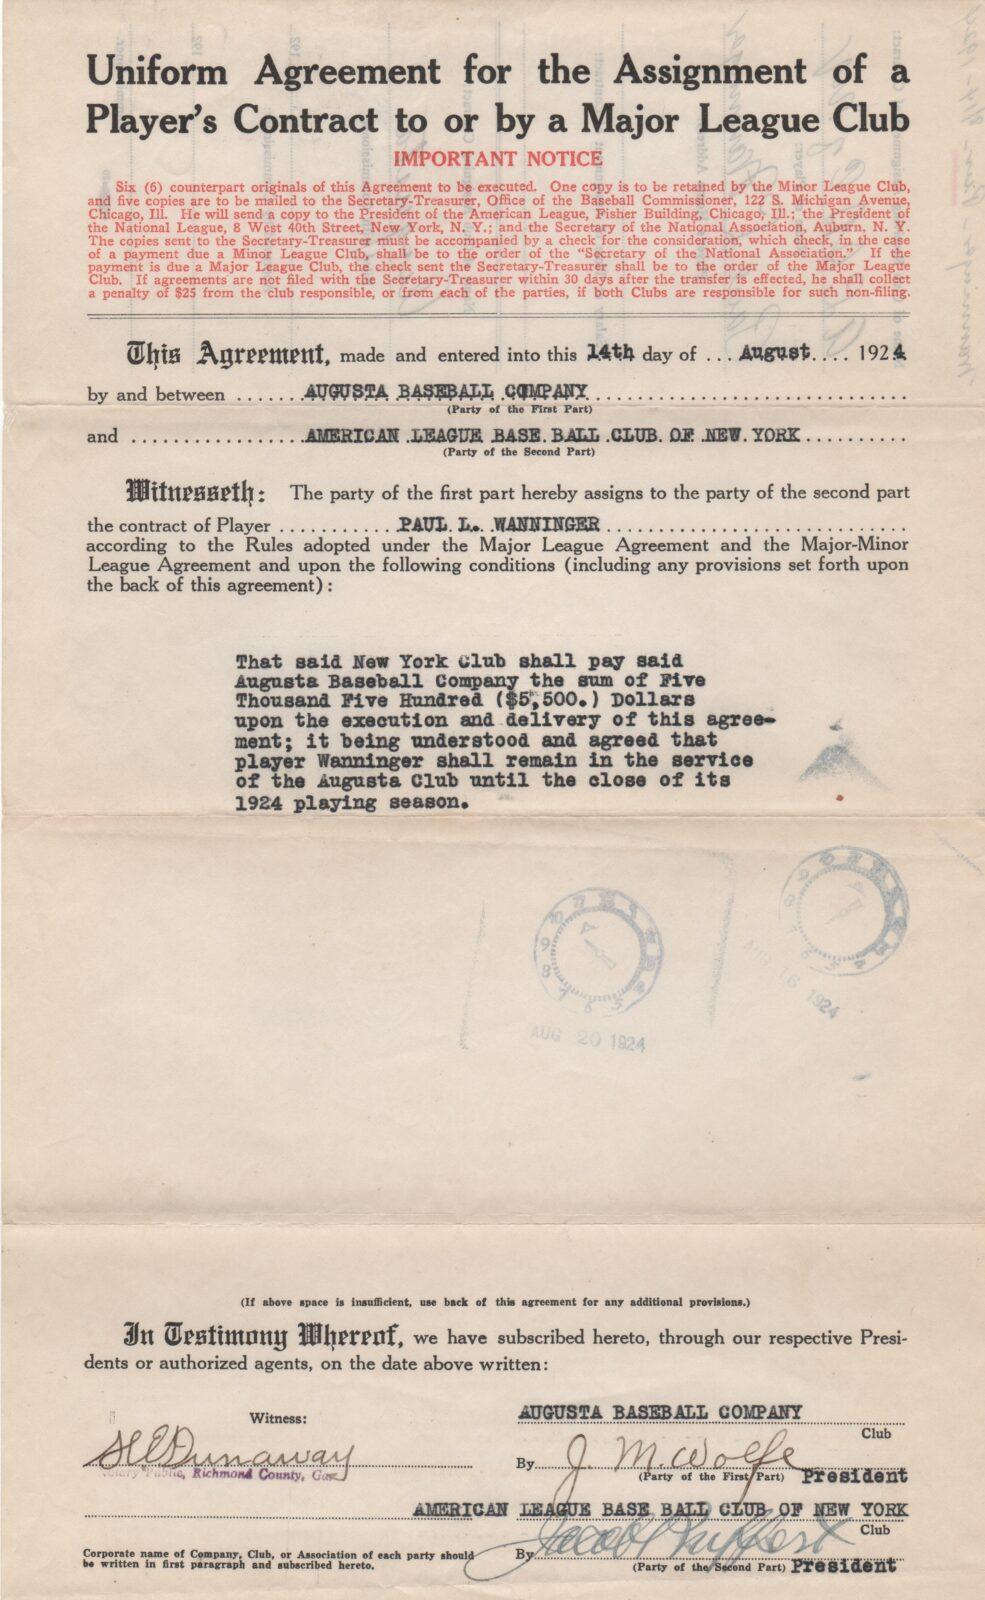 Uniform Agreement for the Assignment of a
Player's Contract to or by a Major League Club
IMPORTANT NOTICE
Six (6) counterpart originals of this Agreement to be executed. One copy is to be retained by the Minor League Club,
and five copies are to be mailed to the Secretary-Treasurer, Office of the Baseball Commissioner, 122 S. Michigan Avenue,
Chicago, Ill. He will send a copy to the President of the American League, Fisher Building, Chicago, Ill.; the President of
the National League, 8 West 40th Street, New York, N. Y.; and the Secretary of the National Association, Auburn, N. Y.
The copies sent to the Secretary-Treasurer must be accompanied by a check for the consideration, which check, in the case
of a payment due a Minor League Club, shall be to the order of the “Secretary of the National Association.” If the
payment is due a Major League Club, the check sent the Secretary-Treasurer shall be to the order of the Major League
Club. If agreements are not filed with the Secretary-Treasurer within 30 days after the transfer is effected, he shall collect
a penalty of $25 from the club responsible, or from each of the parties, if both Clubs are responsible for such non-filing.
This Agreement, made and entered into this 14th day of ... August.... 1924
by and between ....... AUGUSTA BASEBALL COMPANY
(Party of the First Part)
and ................. AMERICAN LEAGUE BASE BALL CLUB OF NEW YORK ..........
(Party of the Second Part)
Witnesseth: The party of the first part hereby assigns to the party of the second part
the contract of Player ........... PAUL L. WANNINGER
according to the Rules adopted under the Major League Agreement and the Major-Minor
League Agreement and upon the following conditions (including any provisions set forth upon
the back of this agreement):
That said New York Club shall pay said
Augusta Baseball Company the sum of Five
Thousand Five Hundred ($5,500.) Dollars
upon the execution and delivery of this agree-
ment; it being understood and agreed that
player Wanninger shall remain in the service
of the Augusta Club until the close of its
1924 playing season.
10 11 12
9
8
7 6 5
AUG 20 1924
AUG 16 1924
(If above space is insufficient, use back of this agreement for any additional provisions.)
In Testimony Whereof, we have subscribed hereto, through our respective Presi-
dents or authorized agents, on the date above written:
AUGUSTA BASEBALL COMPANY
Witness:
Club
H E Dunaway
By J. M. Wolfe
Notary Public, Richmond County, Ga.
(Party of the First Part) President
AMERICAN LEAGUE BASE BALL CLUB OF NEW YORK
Club
Corporate name of Company, Club, or Association of each party should
be written in first paragraph and subscribed hereto.
By Jacob Ruppert
(Party of the Second Part) President